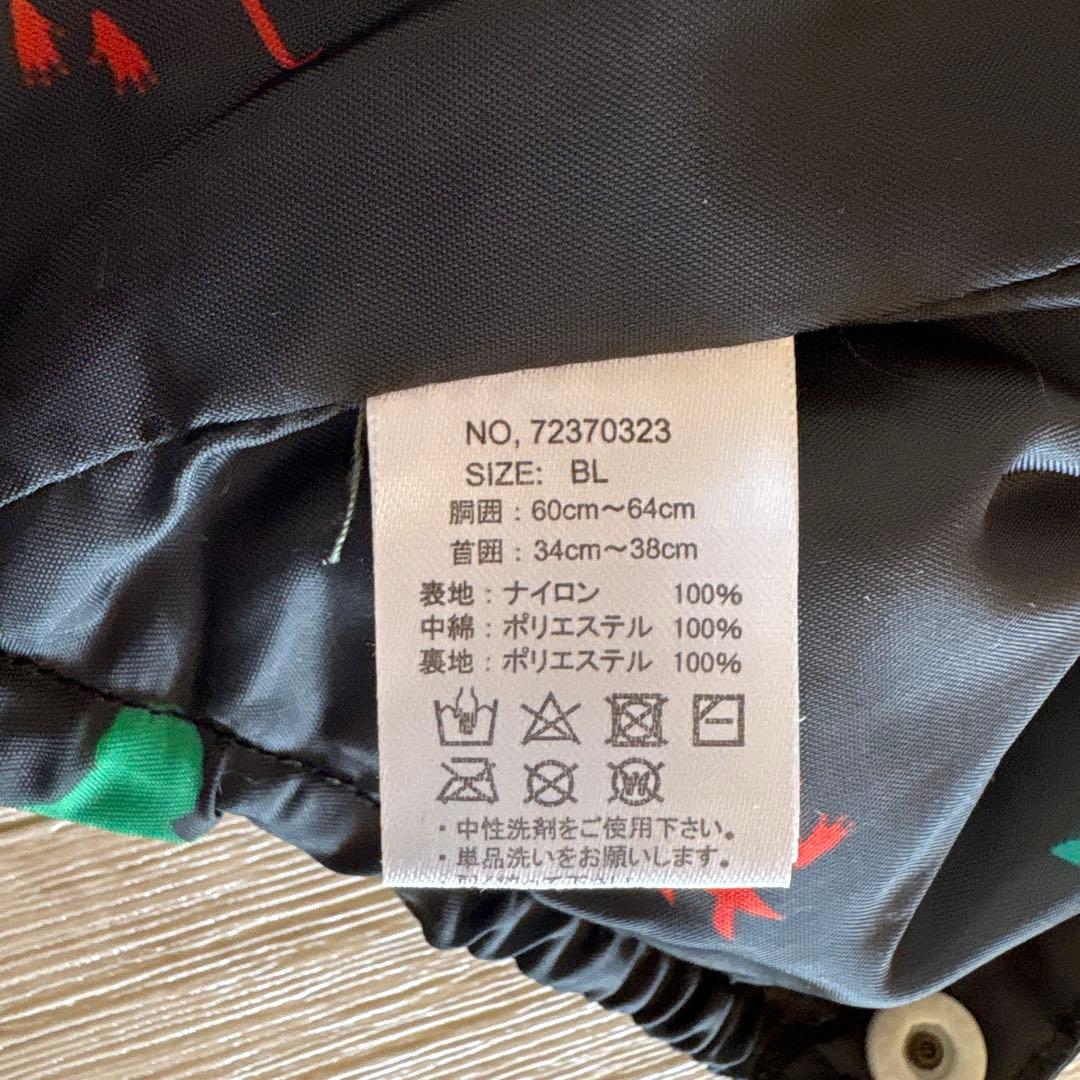 NO, 72370323
SIZE: BL
胴囲：60cm～64cm
首囲：34cm～38cm
表地：ナイロン 100%
中綿：ポリエステル 100%
裏地：ポリエステル 100%
W
・中性洗剤をご使用下さい。
・単品洗いをお願いします。